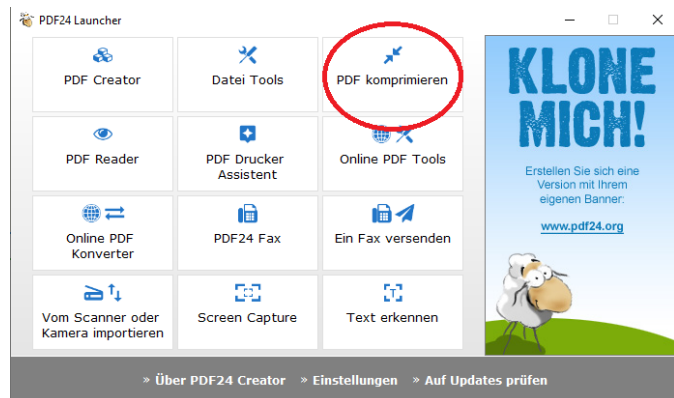 PDF24 Launcher
PDF Creator
Datei Tools
PDF komprimieren
PDF Reader
PDF Drucker
Assistent
Online PDF Tools
Online PDF
Konverter
PDF24 Fax
Ein Fax versenden
Vom Scanner oder
Kamera importieren
Screen Capture
T
Text erkennen
KLONE
MICH!
Erstellen Sie sich eine
Version mit Ihrem
eigenen Banner:
www.pdf24.org
» Über PDF24 Creator » Einstellungen » Auf Updates prüfen